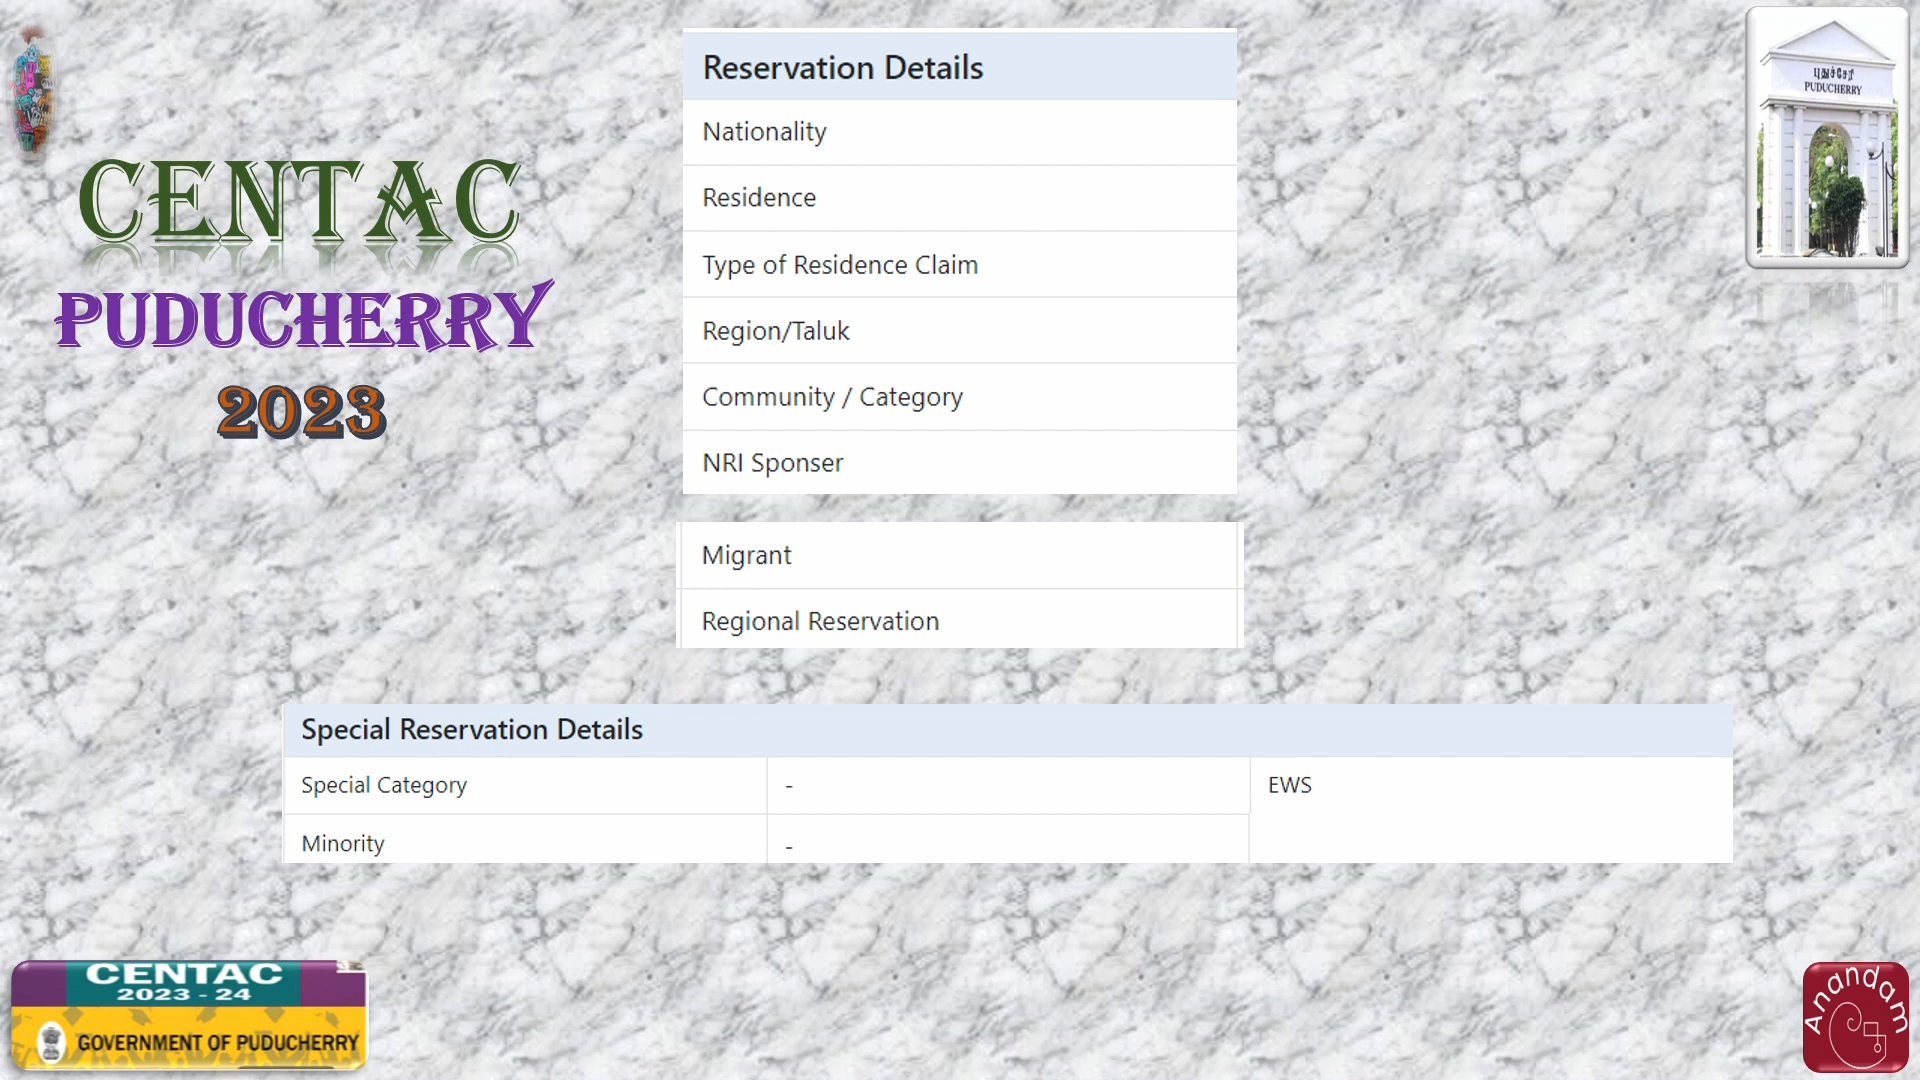 CENTAC
PUDUCHERRY
2023
Reservation Details
Nationality
Residence
Type of Residence Claim
Region/Taluk
Community / Category
NRI Sponser
Migrant
Regional Reservation
புதுச்சேரி
PUDUCHERRY
Special Reservation Details
Special Category - EWS
Minority -
CENTAC
2023 - 24
GOVERNMENT OF PUDUCHERRY
Anandam